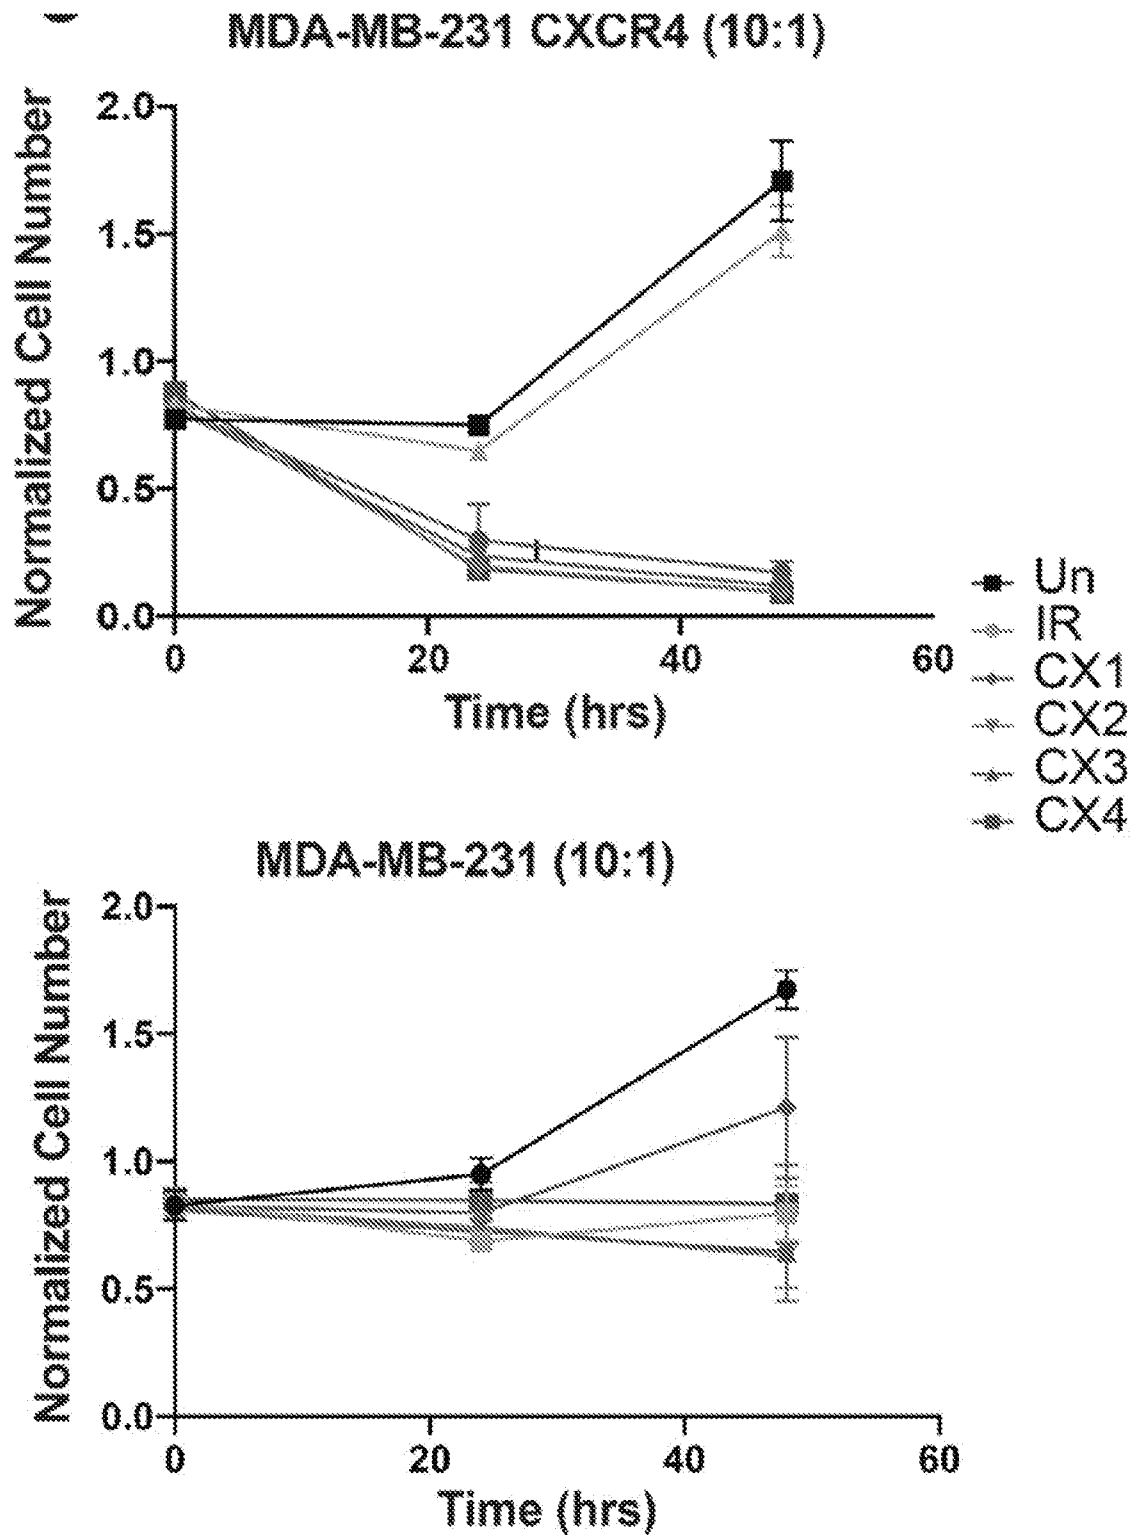 MDA-MB-231 CXCR4 (10:1)
Normalized Cell Number
2.0
1.5
1.0
0.5
0.0
0 20 40 60
Time (hrs)
Un
IR
CX1
CX2
CX3
CX4
MDA-MB-231 (10:1)
Normalized Cell Number
2.0
1.5
1.0
0.5
0.0
0 20 40 60
Time (hrs)